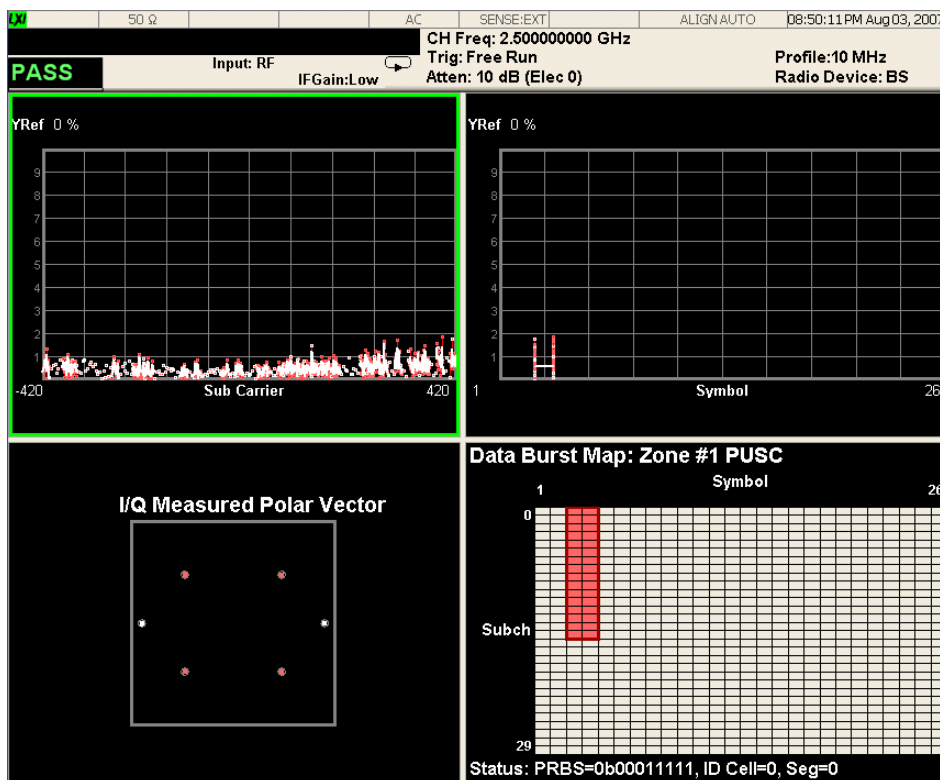 LXI 50 Ω AC SENSE:EXT ALIGN AUTO 08:50:11 PM Aug 03, 2007
CH Freq: 2.500000000 GHz
PASS Input: RF Trig: Free Run Profile:10 MHz
IFGain:Low Atten: 10 dB (Elec 0) Radio Device: BS
YRef 0 %
9
8
7
6
5
4
3
2
1
-420 Sub Carrier 420
YRef 0 %
9
8
7
6
5
4
3
2
1
1 Symbol 26
I/Q Measured Polar Vector
Data Burst Map: Zone #1 PUSC
Symbol
1 26
0
Subch
29
Status: PRBS=0b00011111, ID Cell=0, Seg=0